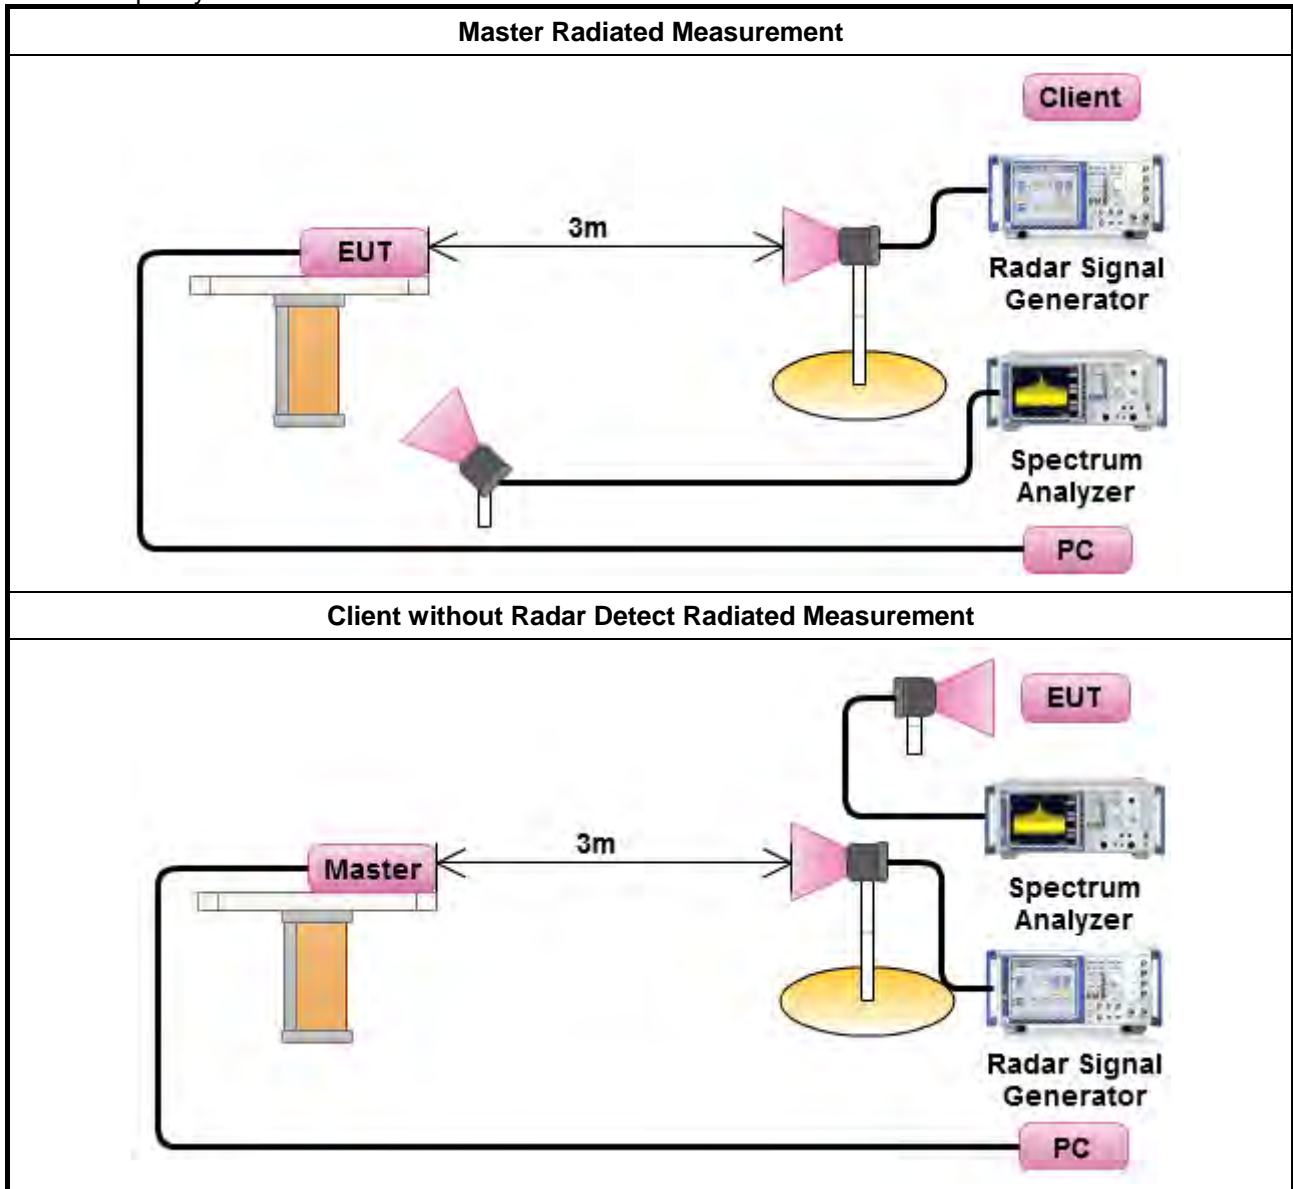 Master Radiated Measurement
Client
3m
EUT
Radar Signal
Generator
Spectrum
Analyzer
PC
Client without Radar Detect Radiated Measurement
EUT
3m
Master
Spectrum
Analyzer
Radar Signal
Generator
PC